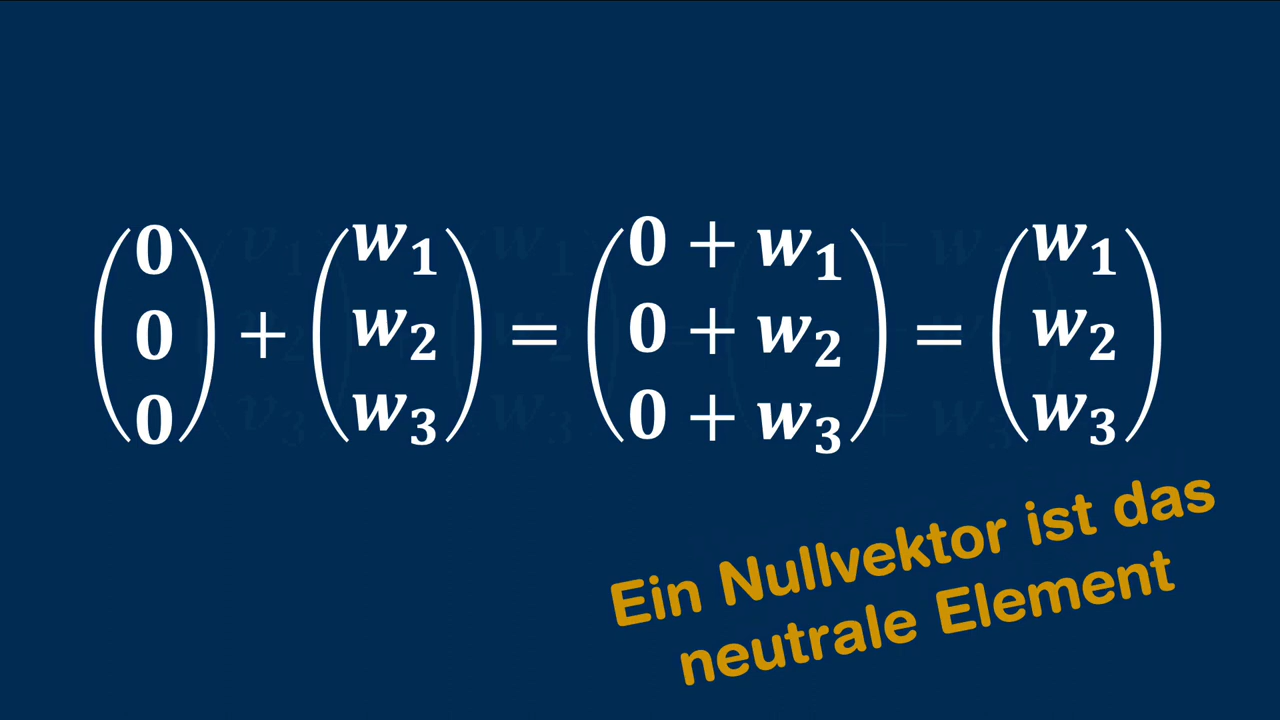 0 w₁ 0 + w₁ w₁
0 + w₂ = 0 + w₂ = w₂
0 w₃ 0 + w₃ w₃
Ein Nullvektor ist das
neutrale Element